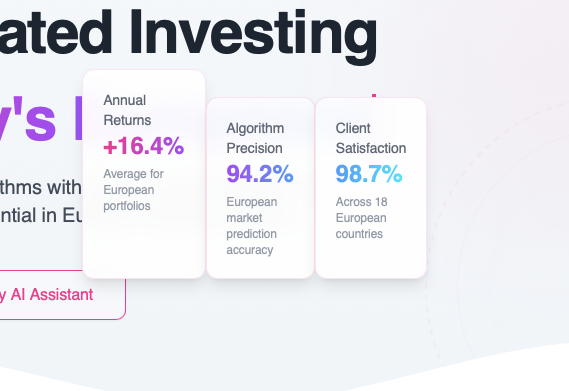 ated Investing
y's
thms with
ntial in Eu
y AI Assistant
Annual
Returns
+16.4%
Average for
European
portfolios
Algorithm
Precision
94.2%
European
market
prediction
accuracy
Client
Satisfaction
98.7%
Across 18
European
countries